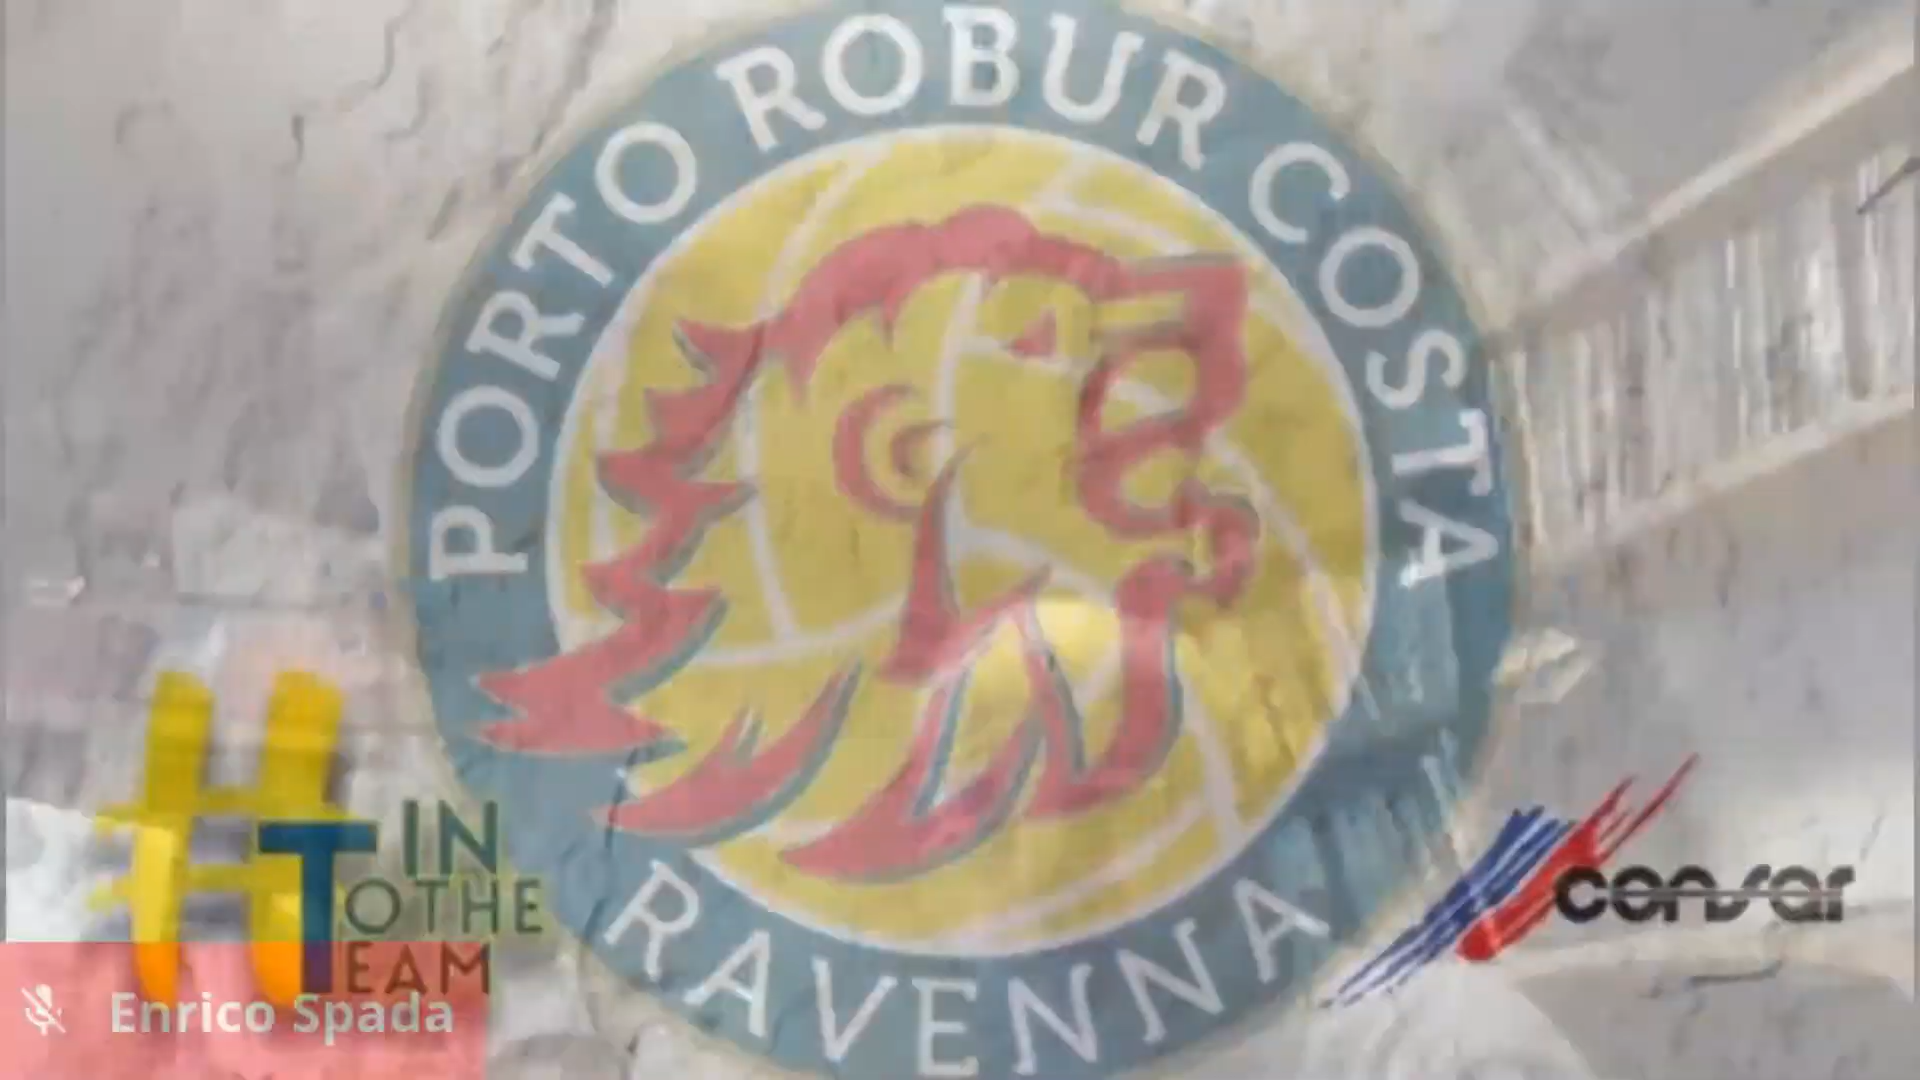 PORTO ROBUR COSTA
RAVENNA
IN
TO THE
TEAM
consar
Enrico Spada